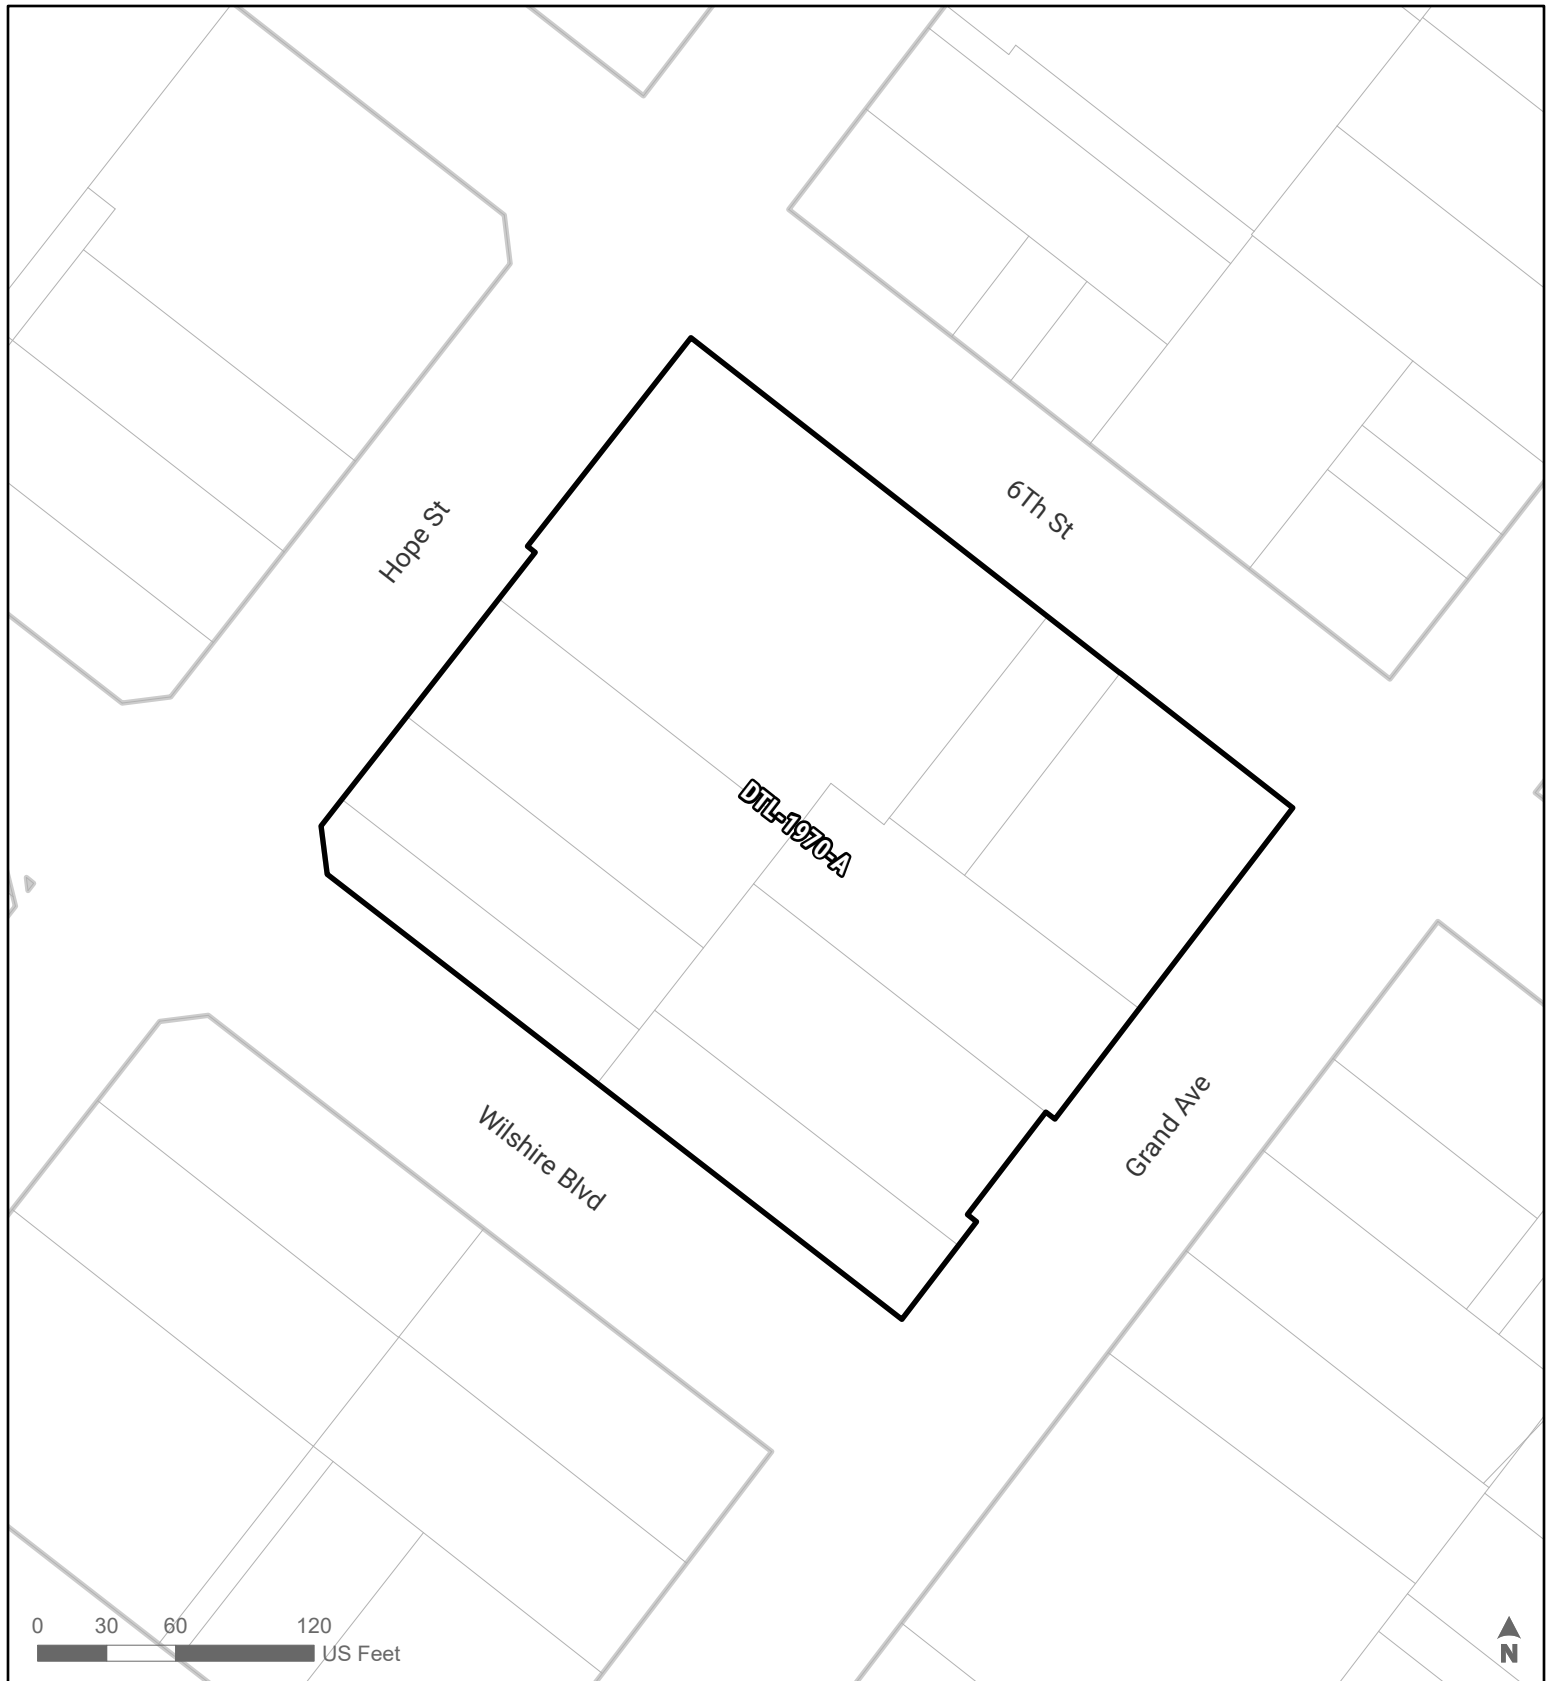 6Th St
Hope St
DTL-1970-A
Grand Ave
Wilshire Blvd
0 30 60 120
US Feet
N